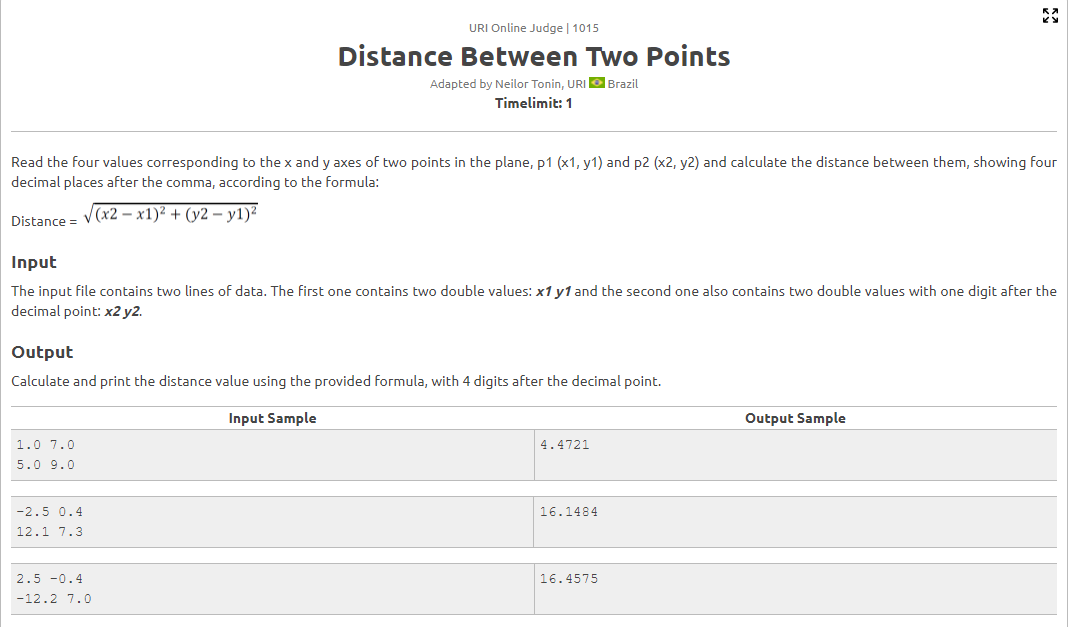 URI Online Judge | 1015
Distance Between Two Points
Adapted by Neilor Tonin, URI Brazil
Timelimit: 1
Read the four values corresponding to the x and y axes of two points in the plane, p1 (x1, y1) and p2 (x2, y2) and calculate the distance between them, showing four
decimal places after the comma, according to the formula:
Distance = √(x2 − x1)² + (y2 − y1)²
Input
The input file contains two lines of data. The first one contains two double values: x1 y1 and the second one also contains two double values with one digit after the
decimal point: x2 y2.
Output
Calculate and print the distance value using the provided formula, with 4 digits after the decimal point.
Input Sample Output Sample
1.0 7.0 4.4721
5.0 9.0
-2.5 0.4 16.1484
12.1 7.3
2.5 -0.4 16.4575
-12.2 7.0